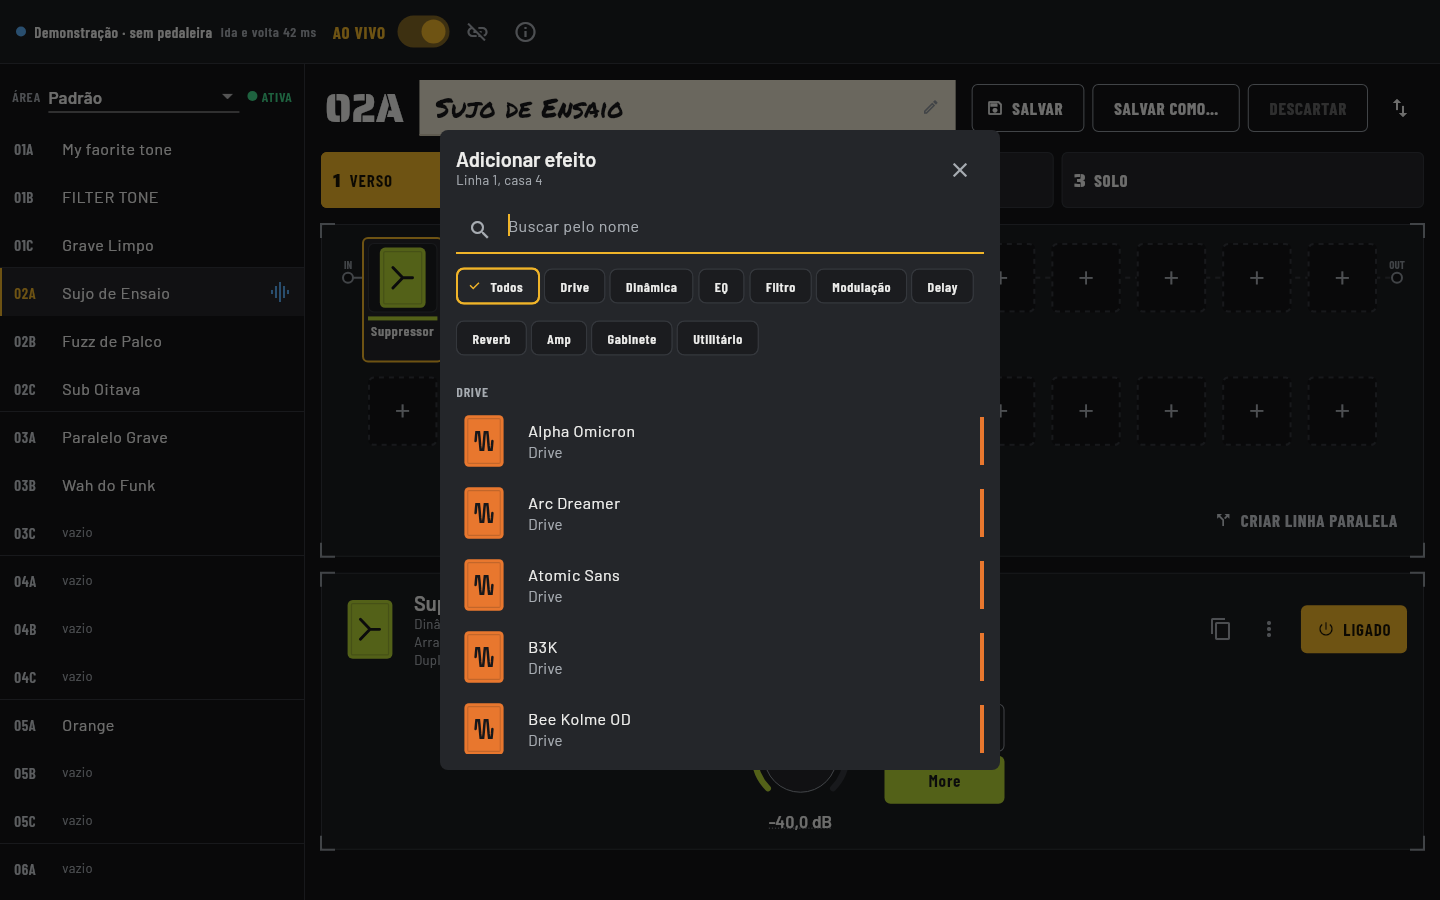 Demonstração · sem pedaleira Ida e volta 42 ms AO VIVO
ÁREA Padrão ATIVA
01A My faorite tone
01B FILTER TONE
01C Grave Limpo
02A Sujo de Ensaio
02B Fuzz de Palco
02C Sub Oitava
03A Paralelo Grave
03B Wah do Funk
03C vazio
04A vazio
04B vazio
04C vazio
05A Orange
05B vazio
05C vazio
06A vazio
02A Sujo de Ensaio SALVAR SALVAR COMO... DESCARTAR
1 VERSO 3 SOLO
IN OUT
Suppressor
CRIAR LINHA PARALELA
LIGADO
More
-40,0 dB
Adicionar efeito
Linha 1, casa 4
Buscar pelo nome
Todos Drive Dinâmica EQ Filtro Modulação Delay
Reverb Amp Gabinete Utilitário
DRIVE
Alpha Omicron
Drive
Arc Dreamer
Drive
Atomic Sans
Drive
B3K
Drive
Bee Kolme OD
Drive